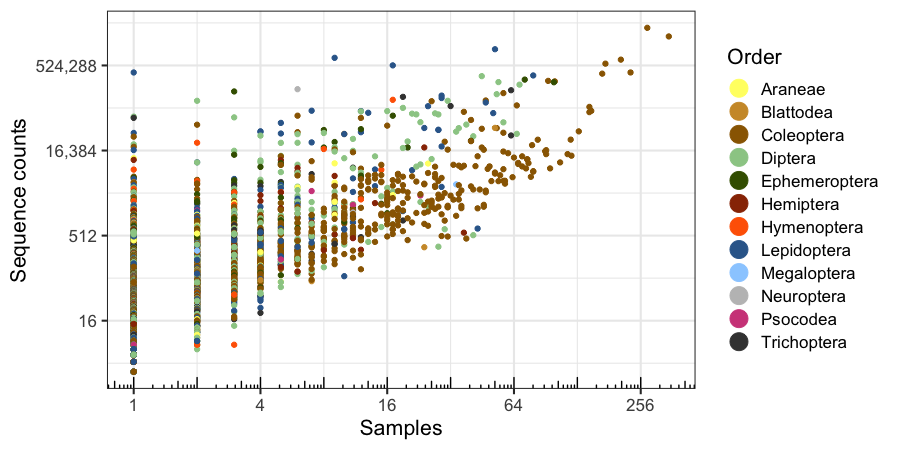 Order
Araneae
Blattodea
Coleoptera
Diptera
Ephemeroptera
Hemiptera
Hymenoptera
Lepidoptera
Megaloptera
Neuroptera
Psocodea
Trichoptera
Sequence counts
524,288
16,384
512
16
1 4 16 64 256
Samples